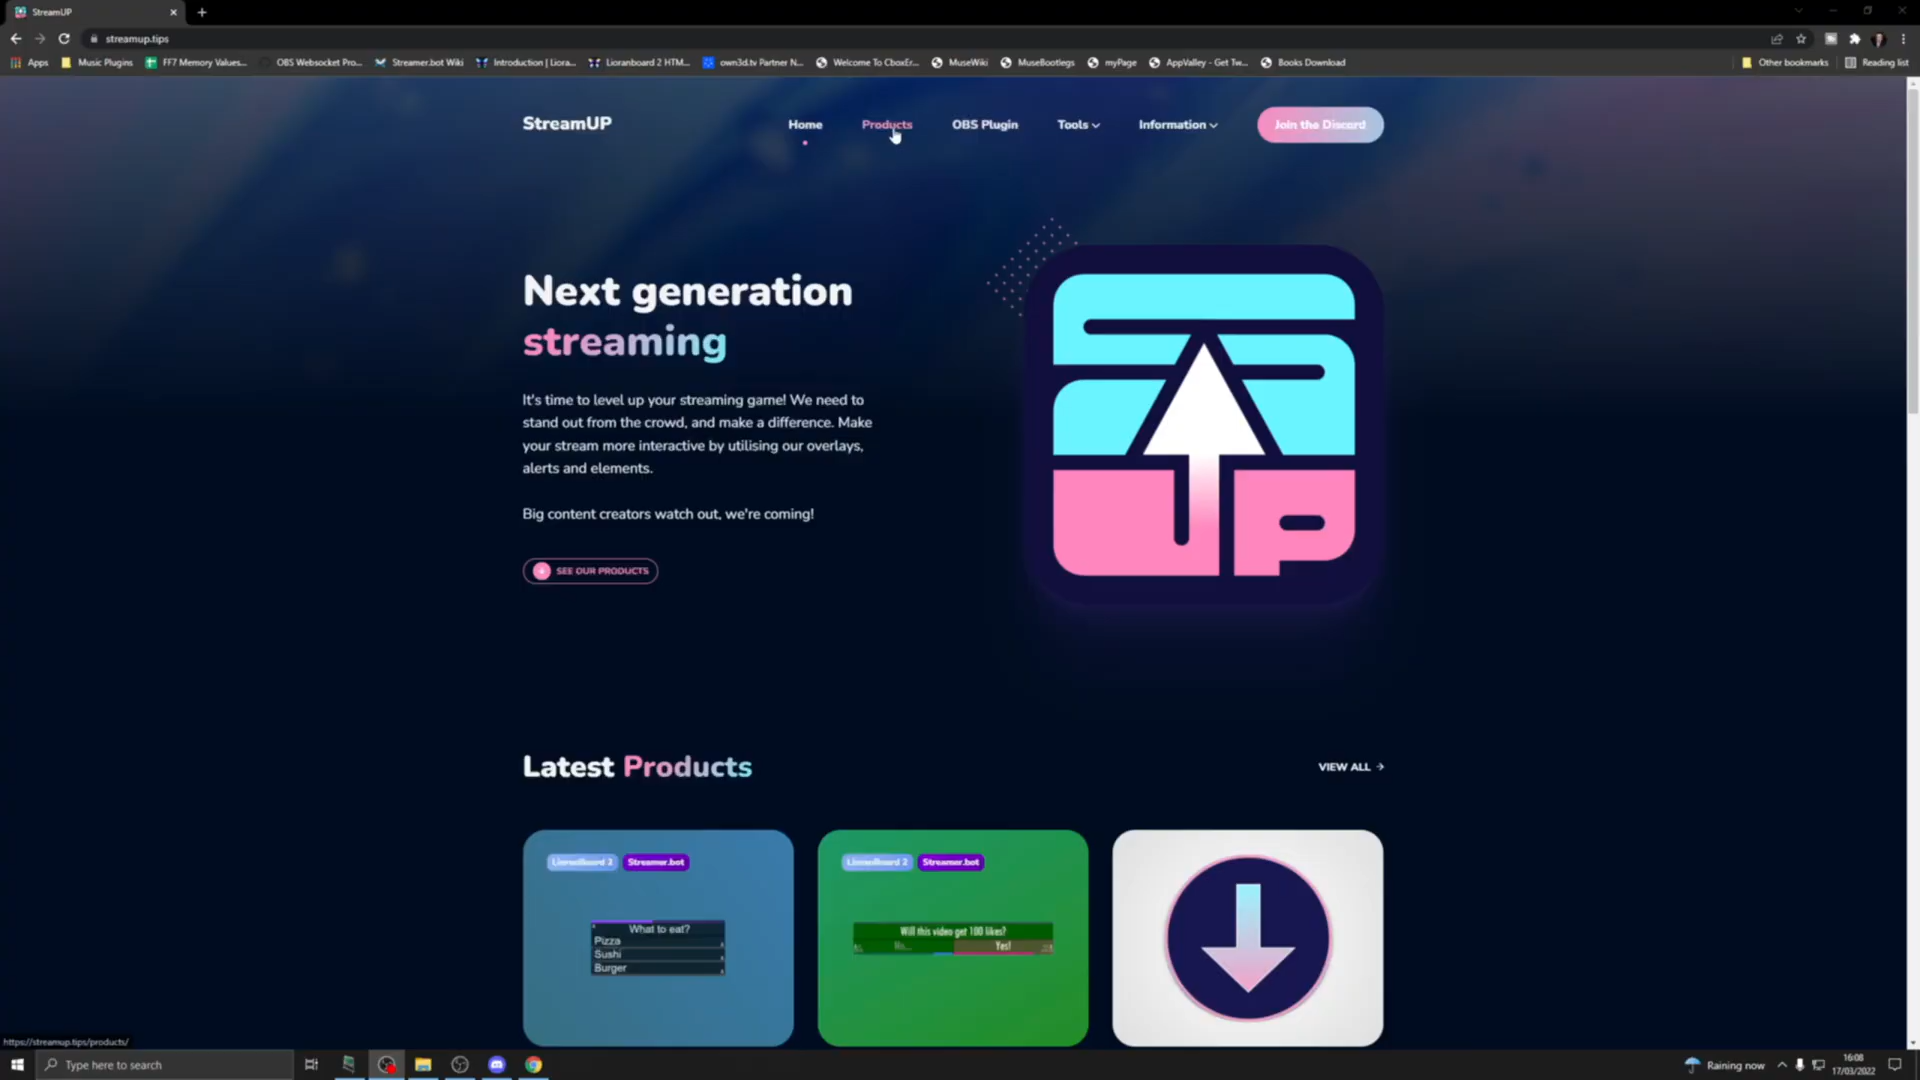 StreamUP
streamup.tips
Apps
Music Plugins
FF7 Memory Values...
OBS Websocket Pro...
Streamer.bot Wiki
Introduction | Liora...
Lioranboard 2 HTM...
own3d.tv Partner N...
Welcome To CboxEr...
MuseWiki
MuseBootlegs
myPage
AppValley - Get Tw...
Books Download
Other bookmarks
Reading list
StreamUP
Home
Products
OBS Plugin
Tools
Information
Join the Discord
Next generation
streaming
It's time to level up your streaming game! We need to
stand out from the crowd, and make a difference. Make
your stream more interactive by utilising our overlays,
alerts and elements.
Big content creators watch out, we're coming!
SEE OUR PRODUCTS
UP
Latest Products
VIEW ALL
LioranBoard 2
Streamer.bot
What to eat?
Pizza
Sushi
Burger
LioranBoard 2
Streamer.bot
Will this video get 100 likes?
No...
Yes!
https://streamup.tips/products/
Type here to search
Raining now
16:08
17/03/2022